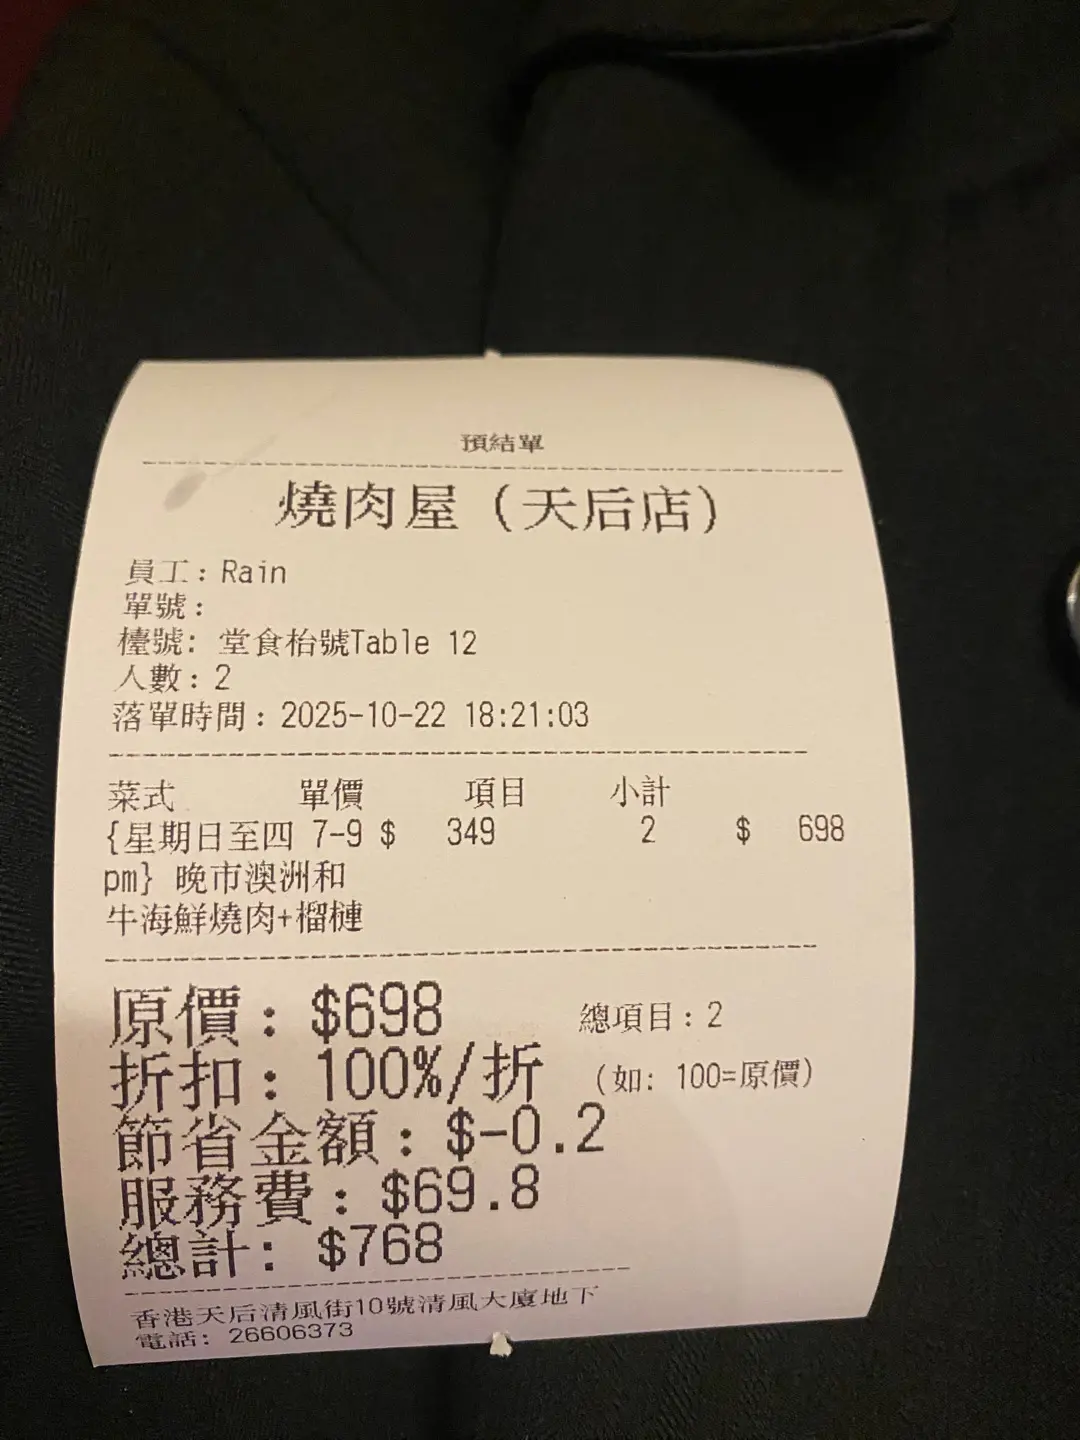 預結單
燒肉屋（天后店）
員工：Rain
單號：
檯號: 堂食枱號Table 12
人數：2
落單時間：2025-10-22 18:21:03
菜式 單價 項目 小計
{星期日至四 7-9 $ 349 2 $ 698
pm} 晚市澳洲和
牛海鮮燒肉+榴槤
原價：$698 總項目：2
折扣：100%/折 （如: 100=原價）
節省金額：$-0.2
服務費：$69.8
總計：$768
香港天后清風街10號清風大廈地下
電話: 26606373